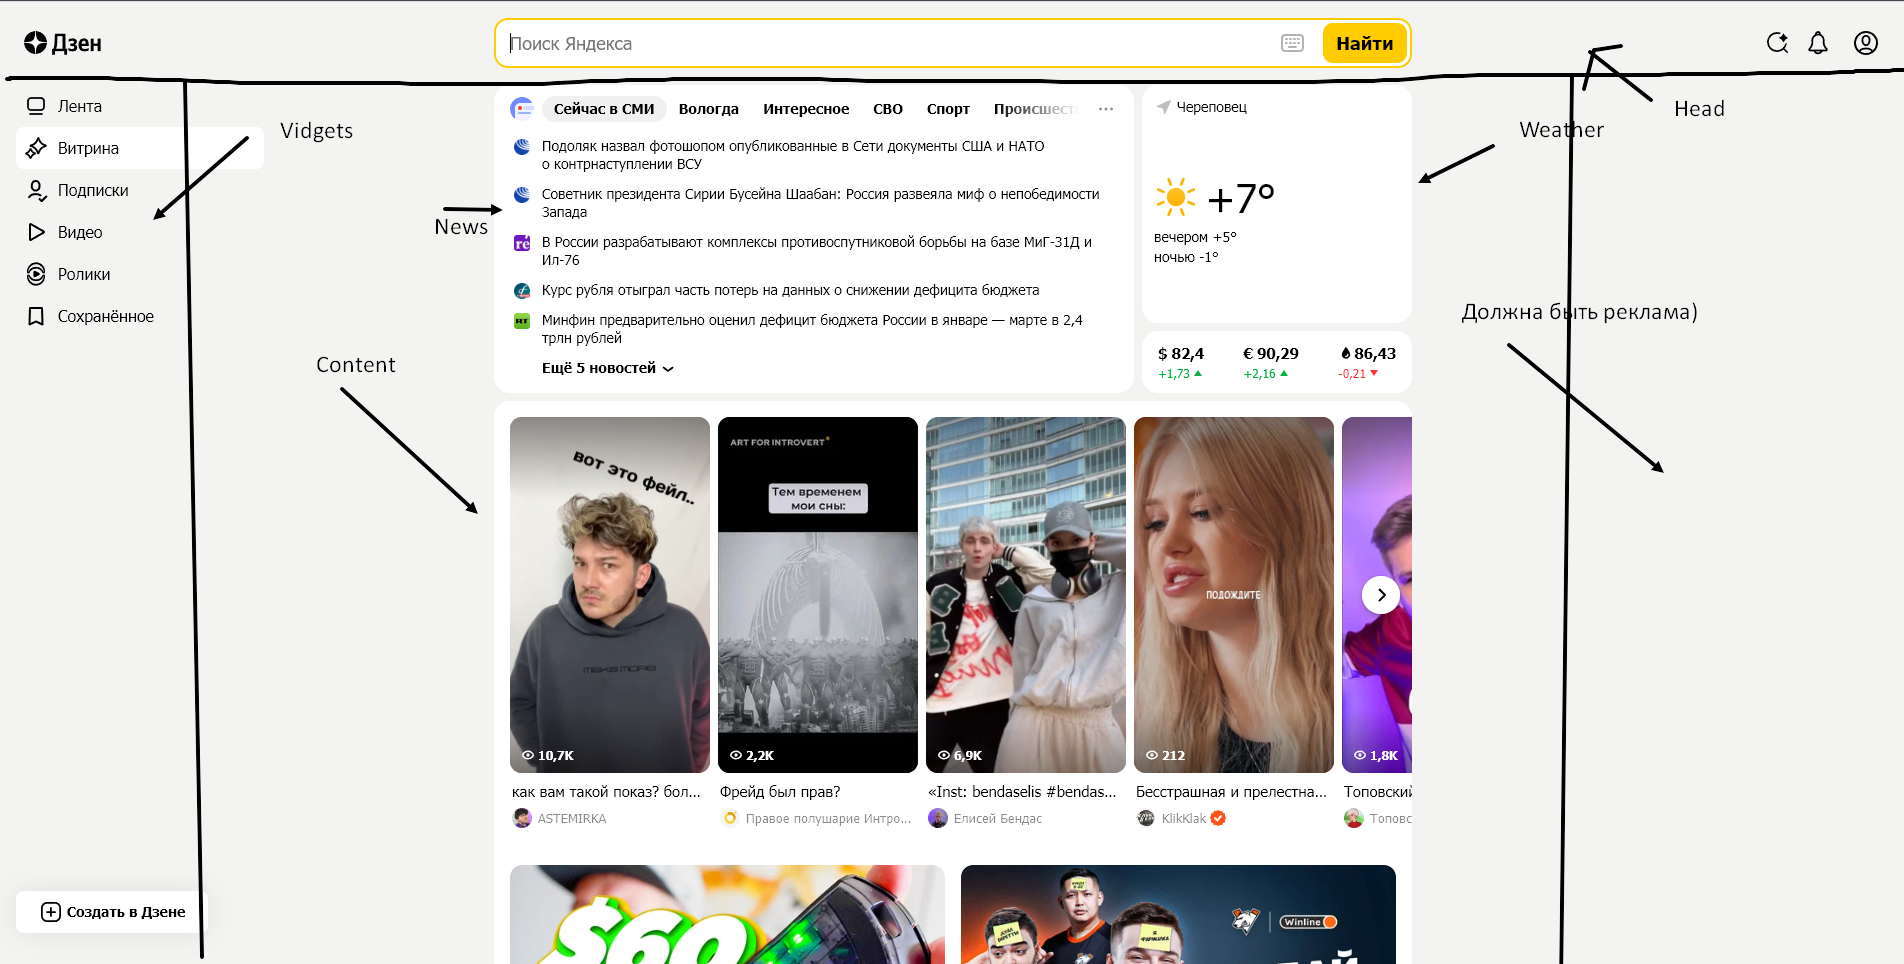 Дзен
Поиск Яндекса
Найти
Head
Лента
Витрина
Подписки
Видео
Ролики
Сохранённое
Vidgets
News
Content
Сейчас в СМИ Вологда Интересное СВО Спорт Происшест
Подоляк назвал фотошопом опубликованные в Сети документы США и НАТО
о контрнаступлении ВСУ
Советник президента Сирии Бусейна Шаабан: Россия развеяла миф о непобедимости
Запада
В России разрабатывают комплексы противоспутниковой борьбы на базе МиГ-31Д и
Ил-76
Курс рубля отыграл часть потерь на данных о снижении дефицита бюджета
Минфин предварительно оценил дефицит бюджета России в январе — марте в 2,4
трлн рублей
Ещё 5 новостей
Череповец
+7°
вечером +5°
ночью -1°
Weather
Должна быть реклама)
$ 82,4 € 90,29 86,43
+1,73 +2,16 -0,21
вот это фейл..
MAKE MORE
10,7K
как вам такой показ? бол...
ASTEMIRKA
ART FOR INTROVERT
Тем временем
мои сны:
2,2K
Фрейд был прав?
Правое полушарие Интро...
6,9K
«Inst: bendaselis #bendas...
Елисей Бендас
ПОДОЖДИТЕ
212
Бесстрашная и прелестна...
KlikKlak
1,8K
Топовский
Топовс
Создать в Дзене
$60
Winline